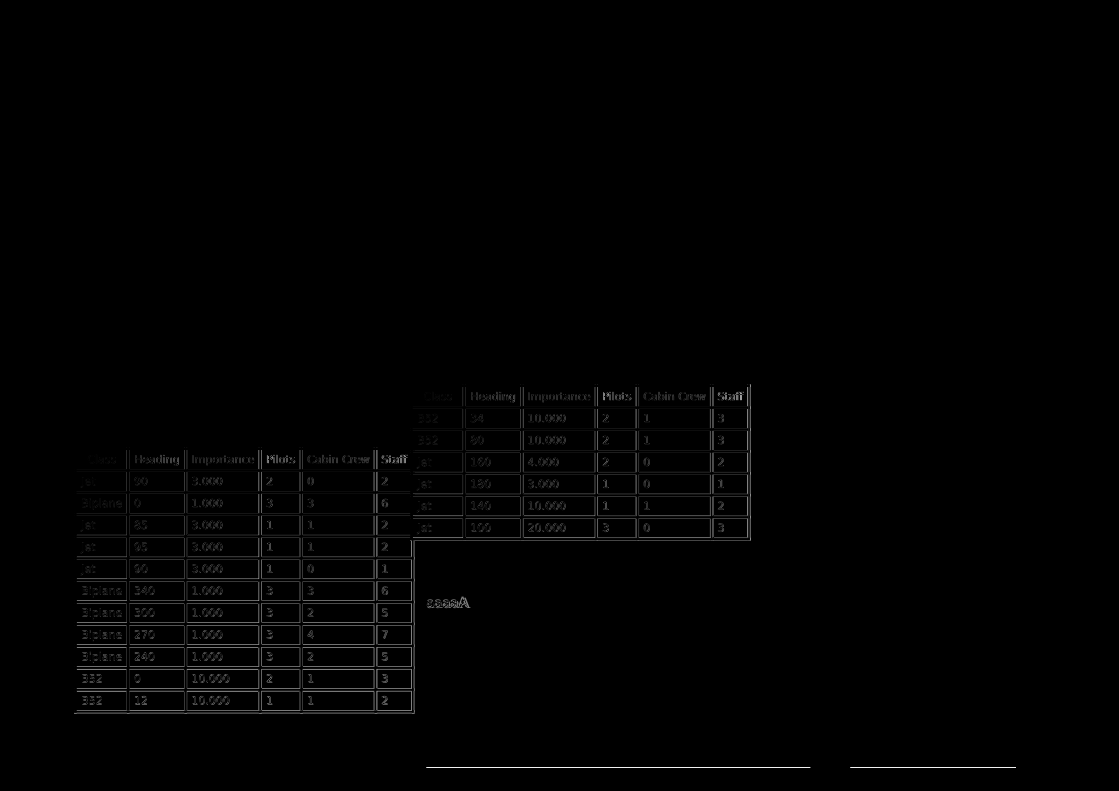 Class Heading Importance Pilots Cabin Crew Staff
Jet 90 3.000 2 0 2
Biplane 0 1.000 3 3 6
Jet 85 3.000 1 1 2
Jet 95 3.000 1 1 2
Jet 90 3.000 1 0 1
Biplane 340 1.000 3 3 6
Biplane 300 1.000 3 2 5
Biplane 270 1.000 3 4 7
Biplane 240 1.000 3 2 5
B52 0 10.000 2 1 3
B52 12 10.000 1 1 2
Class Heading Importance Pilots Cabin Crew Staff
B52 34 10.000 2 1 3
B52 80 10.000 2 1 3
Jet 160 4.000 2 0 2
Jet 180 3.000 1 0 1
Jet 140 10.000 1 1 2
Jet 100 20.000 3 0 3
aaaaA